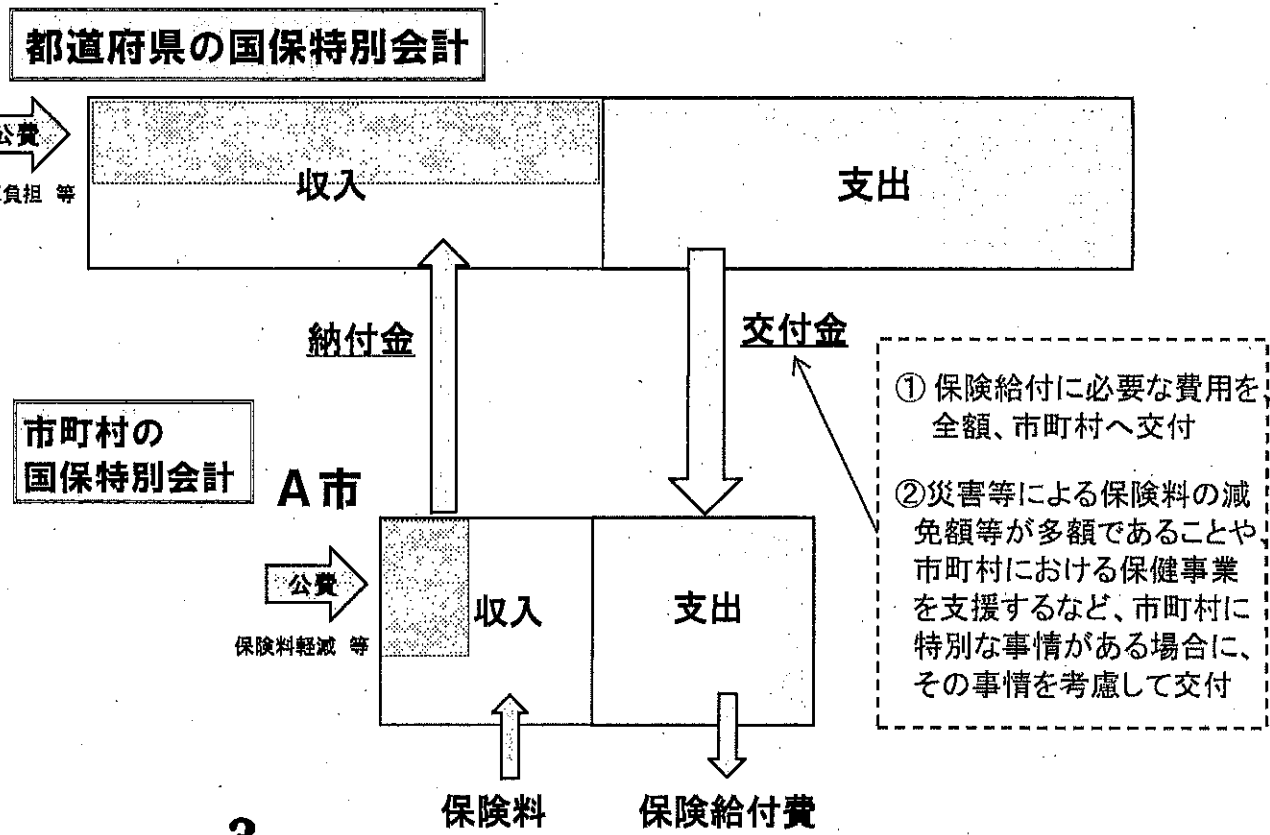 都道府県の国保特別会計
公費
負担 等
収入
支出
納付金
交付金
① 保険給付に必要な費用を、
全額、市町村へ交付
②災害等による保険料の減
免額等が多額であることや、
市町村における保健事業
を支援するなど、市町村に
特別な事情がある場合に、
その事情を考慮して交付
市町村の
国保特別会計
A市
公費
保険料軽減 等
収入
支出
保険料
保険給付費